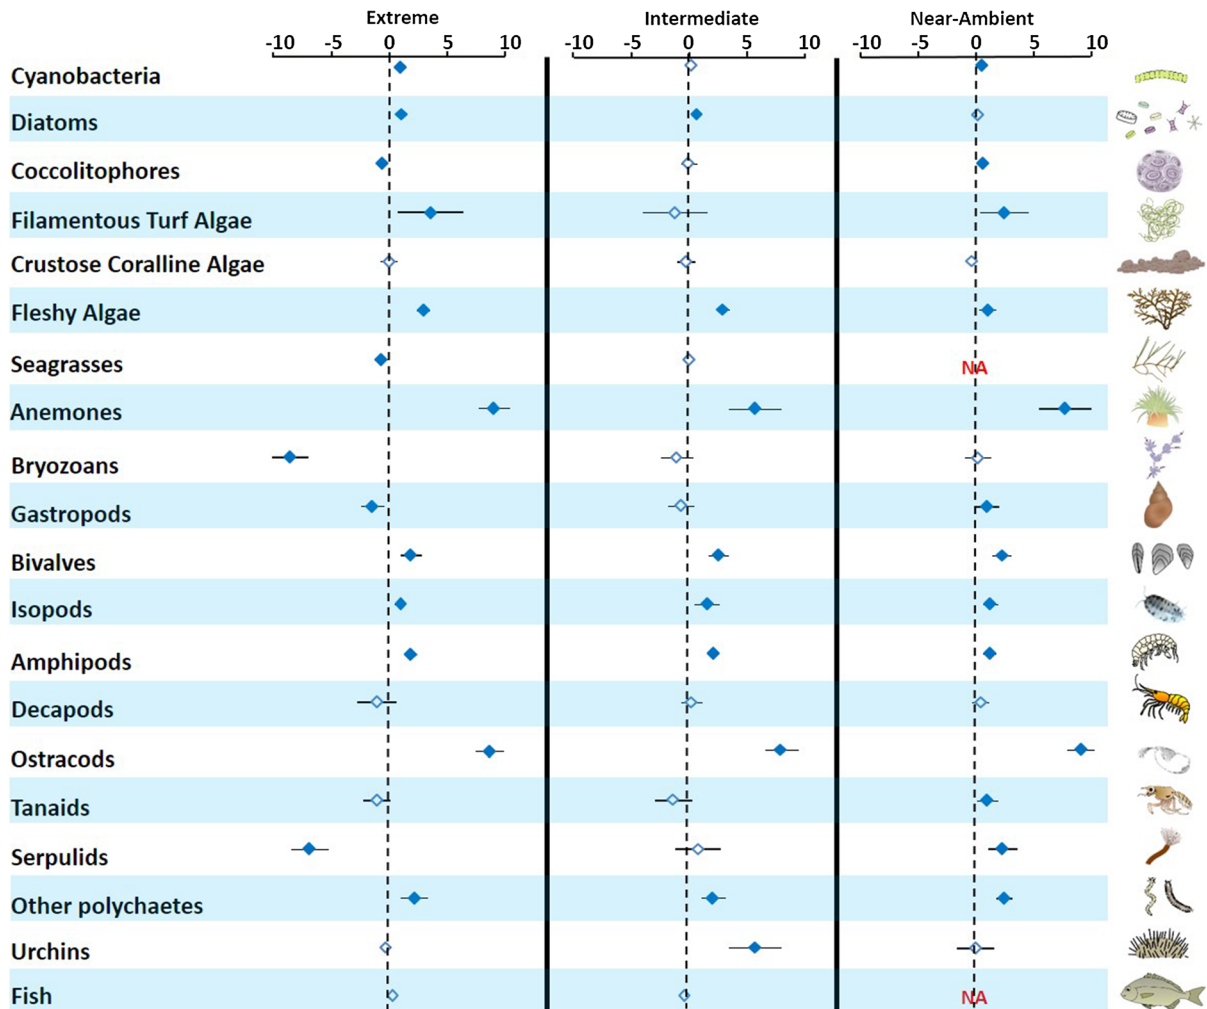 Extreme Intermediate Near-Ambient
-10 -5 0 5 10 -10 -5 0 5 10 -10 -5 0 5 10
Cyanobacteria
Diatoms
Coccolitophores
Filamentous Turf Algae
Crustose Coralline Algae
Fleshy Algae
Seagrasses NA
Anemones
Bryozoans
Gastropods
Bivalves
Isopods
Amphipods
Decapods
Ostracods
Tanaids
Serpulids
Other polychaetes
Urchins
Fish NA